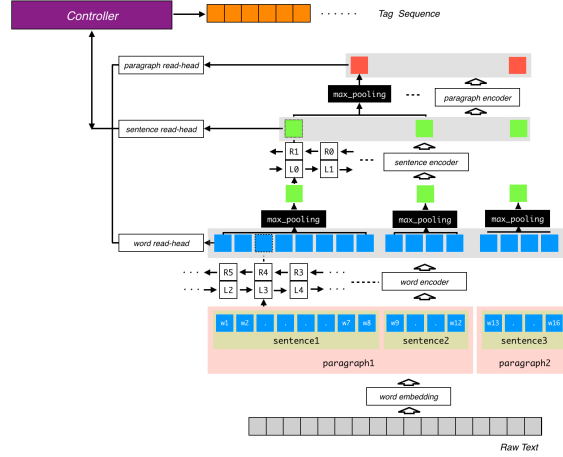 Controller
······ Tag Sequence
paragraph read-head
max_pooling
paragraph encoder
sentence read-head
R1 R0
L0 L1
sentence encoder
max_pooling max_pooling max_pooling
word read-head
R5 R4 R3
L2 L3 L4
word encoder
w1 w2 . . . . w7 w8 w9 . . w12 w13 . . w16
sentence1 sentence2 sentence3
paragraph1 paragraph2
word embedding
Raw Text